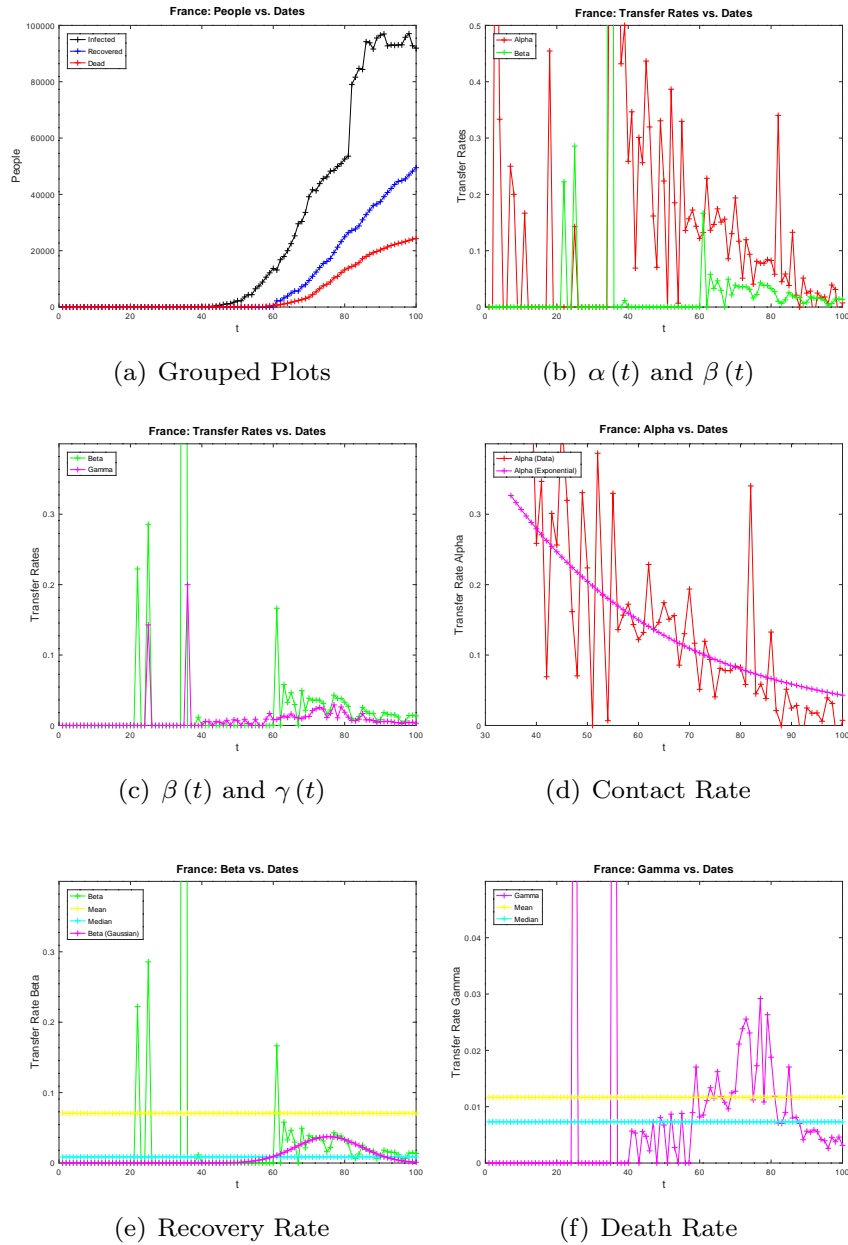 France: People vs. Dates
Infected
Recovered
Dead
100000
80000
60000
40000
20000
0
People
0 20 40 60 80 100
t
(a) Grouped Plots
France: Transfer Rates vs. Dates
Alpha
Beta
0.5
0.4
0.3
0.2
0.1
0
Transfer Rates
0 20 40 60 80 100
t
(b) α (t) and β (t)
France: Transfer Rates vs. Dates
Beta
Gamma
0.3
0.2
0.1
0
Transfer Rates
0 20 40 60 80 100
t
(c) β (t) and γ (t)
France: Alpha vs. Dates
Alpha (Data)
Alpha (Exponential)
0.3
0.2
0.1
0
Transfer Rate Alpha
30 40 50 60 70 80 90 100
t
(d) Contact Rate
France: Beta vs. Dates
Beta
Mean
Median
Beta (Gaussian)
0.3
0.2
0.1
0
Transfer Rate Beta
0 20 40 60 80 100
t
(e) Recovery Rate
France: Gamma vs. Dates
Gamma
Mean
Median
0.05
0.04
0.03
0.02
0.01
0
Transfer Rate Gamma
0 20 40 60 80 100
t
(f) Death Rate